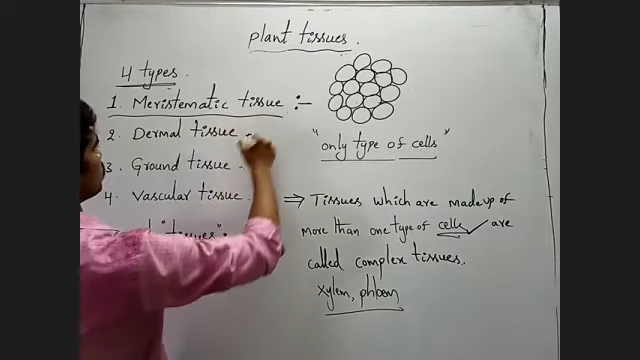 plant tissues.
4 types.
1. Meristematic tissue :-
2. Dermal tissue
3. Ground tissue
4. Vascular tissue
"only type of cells"
⇒ Tissues which are made up of
more than one type of cells are
called complex tissues.
xylem, phloem
"tissues".